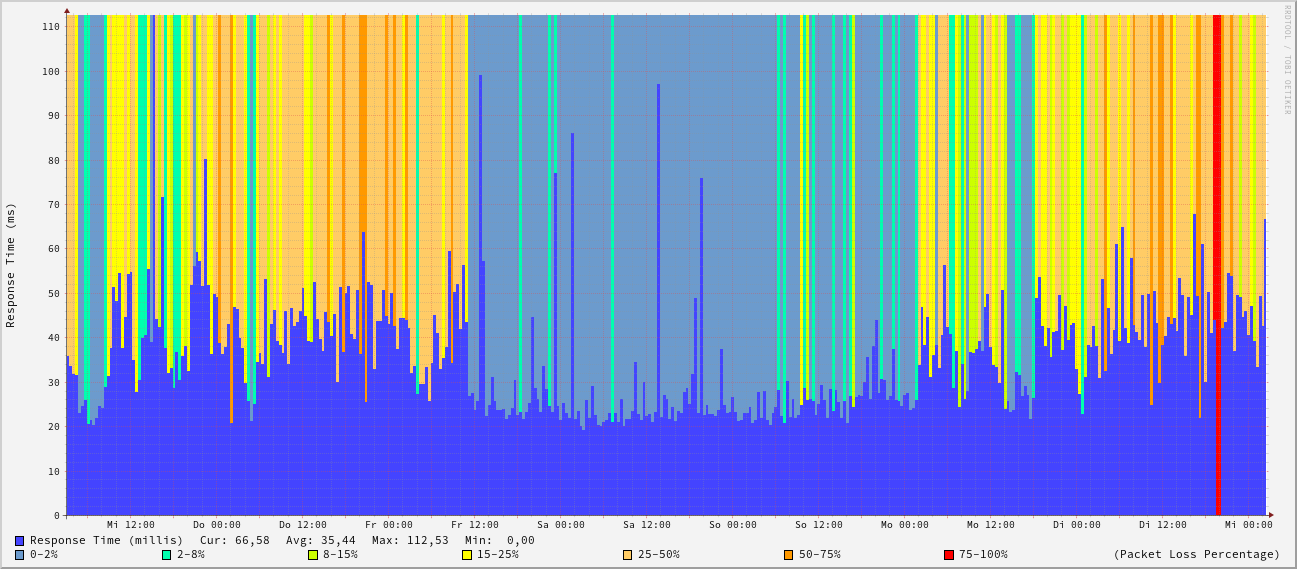 RRDTOOL / TOBI OETIKER
Response Time (ms)
110
100
90
80
70
60
50
40
30
20
10
0
Mi 12:00 Do 00:00 Do 12:00 Fr 00:00 Fr 12:00 Sa 00:00 Sa 12:00 So 00:00 So 12:00 Mo 00:00 Mo 12:00 Di 00:00 Di 12:00 Mi 00:00
Response Time (millis) Cur: 66,58 Avg: 35,44 Max: 112,53 Min: 0,00
0-2% 2-8% 8-15% 15-25% 25-50% 50-75% 75-100% (Packet Loss Percentage)